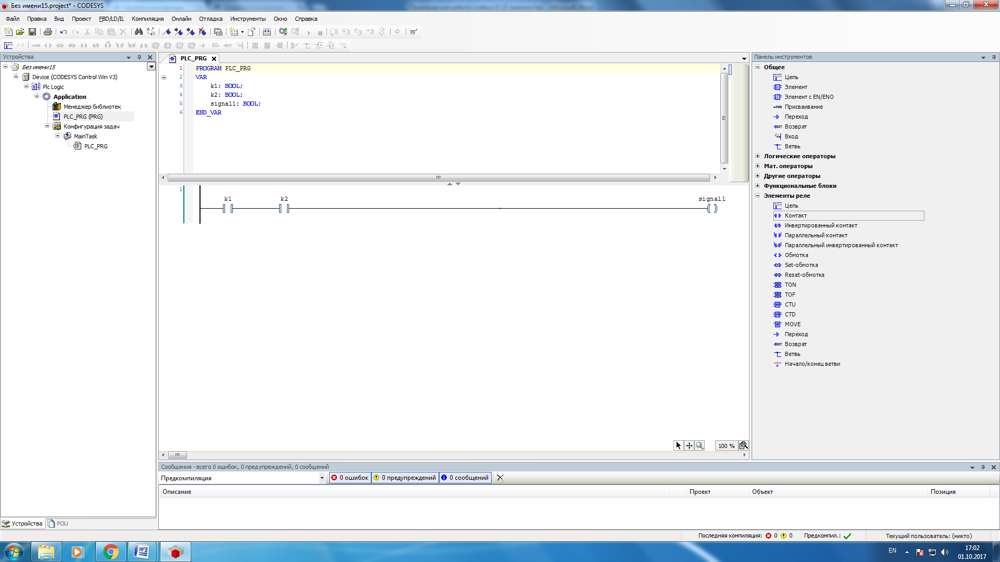 Без имени15.project* - CODESYS
Файл Правка Вид Проект FBD/LD/IL Компиляция Онлайн Отладка Инструменты Окно Справка
Устройства
Без имени15
Device (CODESYS Control Win V3)
Plc Logic
Application
Менеджер библиотек
PLC_PRG (PRG)
Конфигурация задач
MainTask
PLC_PRG
Устройства POU
PLC_PRG
1 PROGRAM PLC_PRG
2 VAR
3 k1: BOOL;
4 k2: BOOL;
5 signal1: BOOL;
6 END_VAR
1
k1 k2 signal1
100 %
Панель инструментов
Общее
Цепь
Элемент
Элемент с EN/ENO
Присваивание
Переход
Возврат
Вход
Ветвь
Логические операторы
Мат. операторы
Другие операторы
Функциональные блоки
Элементы реле
Цепь
Контакт
Инвертированный контакт
Параллельный контакт
Параллельный инвертированный контакт
Обмотка
Set-обмотка
Reset-обмотка
TON
TOF
CTU
CTD
MOVE
Переход
Возврат
Ветвь
Начало/конец ветви
Сообщения - всего 0 ошибок, 0 предупреждений, 0 сообщений
Предкомпиляция 0 ошибок 0 предупреждений 0 сообщений
Описание Проект Объект Позиция
Последняя компиляция: 0 0 Предкомпил.: Текущий пользователь: (никто)
EN 17:02
01.10.2017